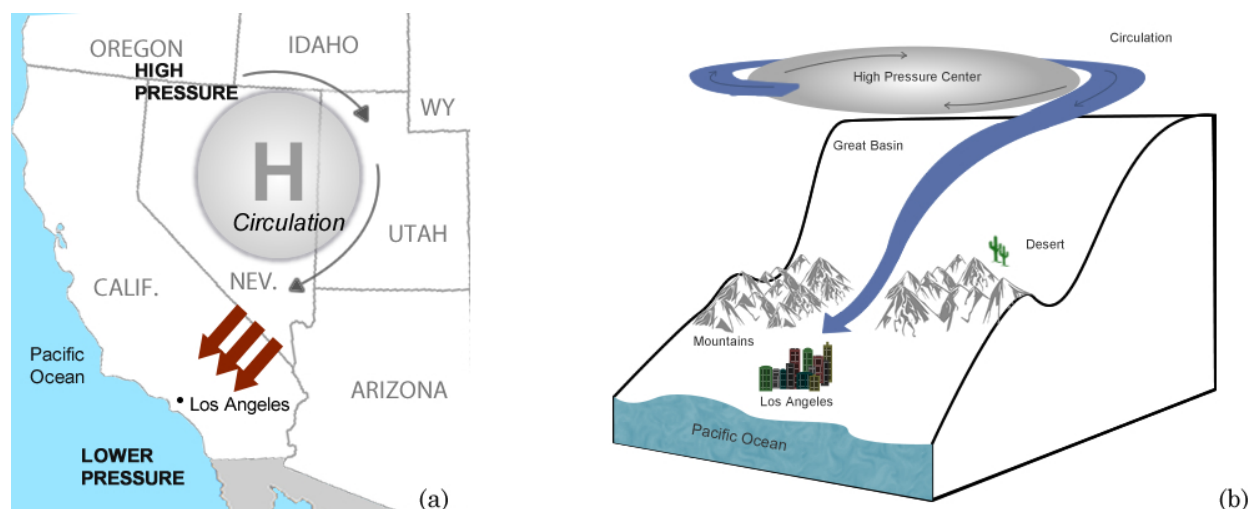 OREGON
IDAHO
HIGH
PRESSURE
WY
H
Circulation
UTAH
NEV.
CALIF.
Pacific
Ocean
ARIZONA
Los Angeles
LOWER
PRESSURE
(a)
Circulation
High Pressure Center
Great Basin
Desert
Mountains
Los Angeles
Pacific Ocean
(b)